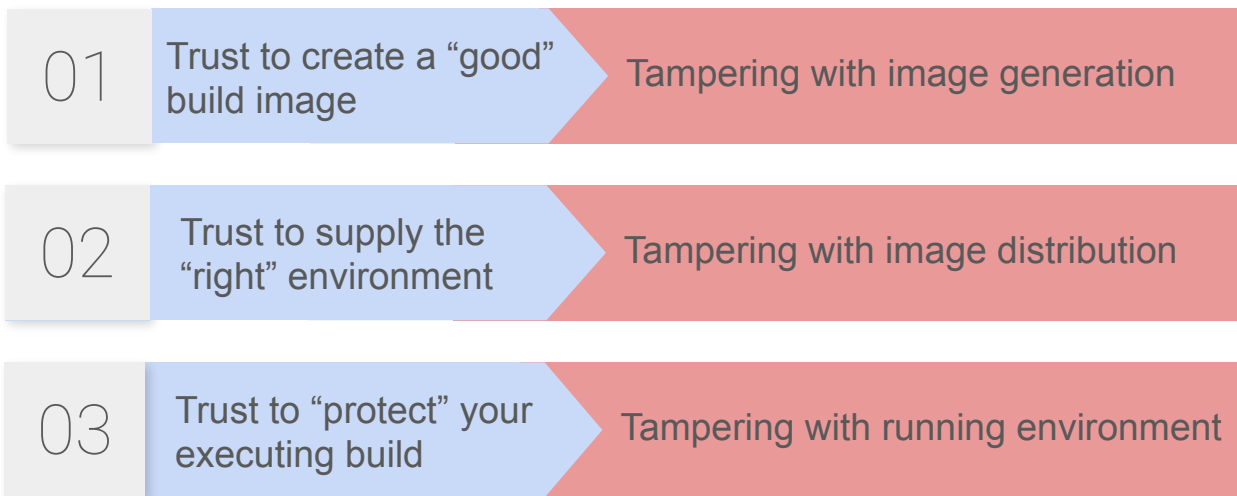 01
Trust to create a “good”
build image
Tampering with image generation
02
Trust to supply the
“right” environment
Tampering with image distribution
03
Trust to “protect” your
executing build
Tampering with running environment